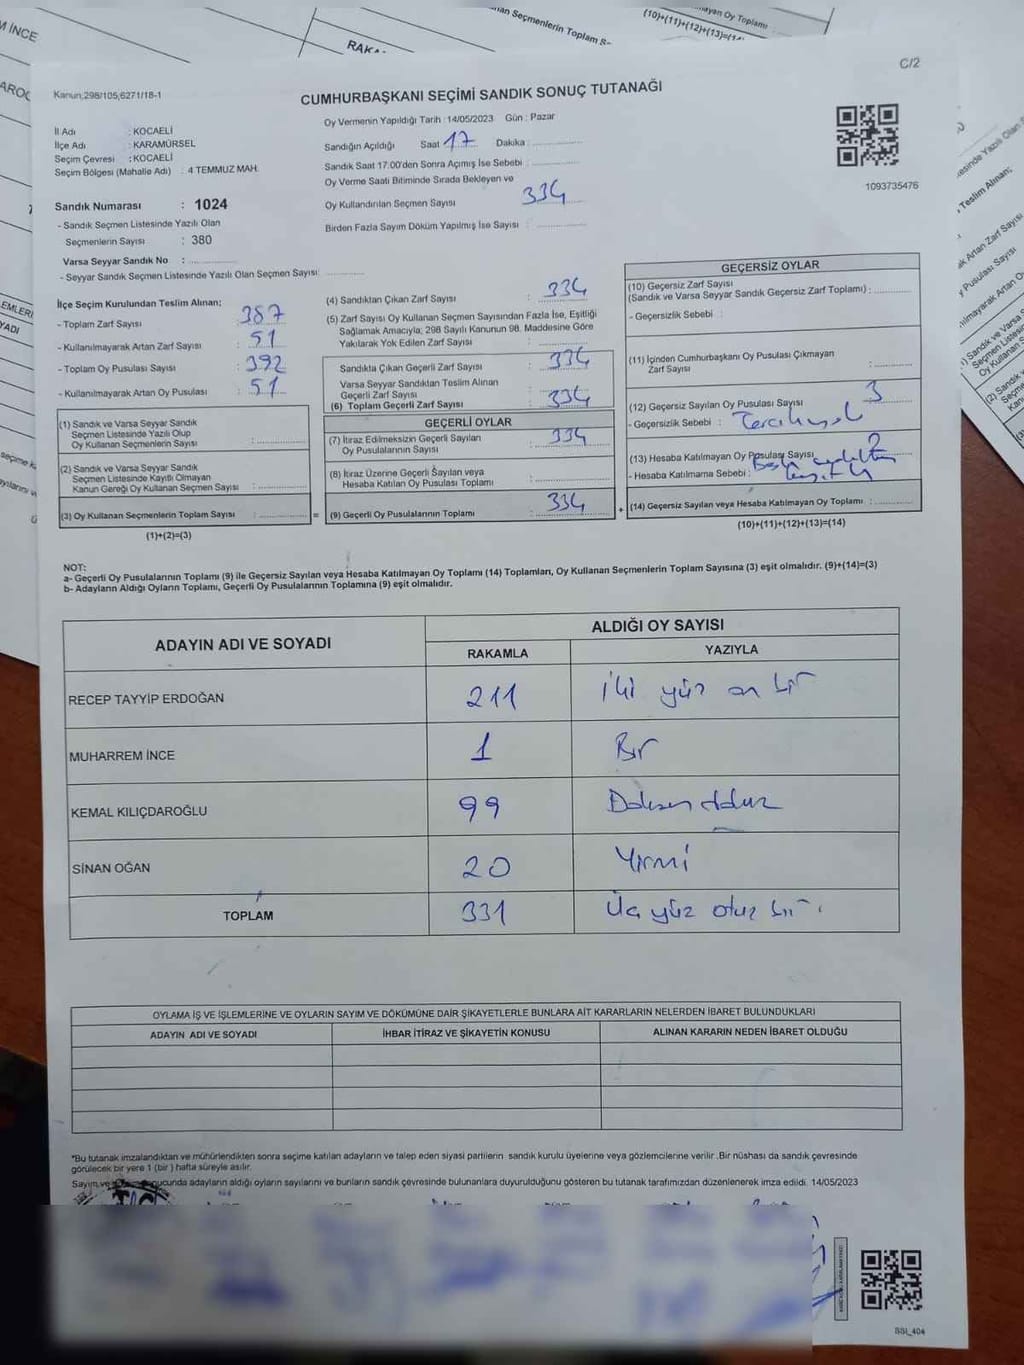 M İNCE
RAKA
nan Seçmenlerin Toplam S
ayan Oy Toplamı
(10)+(11)+(12)+(13)=(14
C/2
Kanun;298/105,6271/18-1
CUMHURBAŞKANI SEÇİMİ SANDIK SONUÇ TUTANAĞI
İl Adı : KOCAELİ
İlçe Adı : KARAMÜRSEL
Seçim Çevresi : KOCAELİ
Seçim Bölgesi (Mahalle Adı) : 4 TEMMUZ MAH.
Sandık Numarası : 1024
- Sandık Seçmen Listesinde Yazılı Olan
Seçmenlerin Sayısı : 380
Varsa Seyyar Sandık No :
- Seyyar Sandık Seçmen Listesinde Yazılı Olan Seçmen Sayısı:
Oy Vermenin Yapıldığı Tarih : 14/05/2023 Gün : Pazar
Sandığın Açıldığı Saat 17 Dakika
Sandık Saat 17:00'den Sonra Açımış İse Sebebi :
Oy Verme Saati Bitiminde Sırada Bekleyen ve
Oy Kullandırılan Seçmen Sayısı : 334
Birden Fazla Sayım Döküm Yapılmış İse Sayısı :
1093735476
İlçe Seçim Kurulundan Teslim Alınan;
- Toplam Zarf Sayısı : 387
- Kullanılmayarak Artan Zarf Sayısı : 51
- Toplam Oy Pusulası Sayısı : 392
- Kullanılmayarak Artan Oy Pusulası : 51
(1) Sandık ve Varsa Seyyar Sandık
Seçmen Listesinde Yazılı Olup
Oy Kullanan Seçmenlerin Sayısı :
(2) Sandık ve Varsa Seyyar Sandık
Seçmen Listesinde Kayıtlı Olmayan
Kanun Gereği Oy Kullanan Seçmen Sayısı :
(3) Oy Kullanan Seçmenlerin Toplam Sayısı :
(1)+(2)=(3)
(4) Sandıktan Çıkan Zarf Sayısı : 334
(5) Zarf Sayısı Oy Kullanan Seçmen Sayısından Fazla İse, Eşitliği
Sağlamak Amacıyla; 298 Sayılı Kanunun 98. Maddesine Göre
Yakılarak Yok Edilen Zarf Sayısı :
Sandıkta Çıkan Geçerli Zarf Sayısı : 334
Varsa Seyyar Sandıktan Teslim Alınan
Geçerli Zarf Sayısı :
(6) Toplam Geçerli Zarf Sayısı : 334
GEÇERLİ OYLAR
(7) İtiraz Edilmeksizin Geçerli Sayılan
Oy Pusulalarının Sayısı : 334
(8) İtiraz Üzerine Geçerli Sayılan veya
Hesaba Katılan Oy Pusulası Toplamı :
(9) Geçerli Oy Pusulalarının Toplamı : 334
GEÇERSİZ OYLAR
(10) Geçersiz Zarf Sayısı
(Sandık ve Varsa Seyyar Sandık Geçersiz Zarf Toplamı) :
- Geçersizlik Sebebi :
(11) İçinden Cumhurbaşkanı Oy Pusulası Çıkmayan
Zarf Sayısı :
(12) Geçersiz Sayılan Oy Pusulası Sayısı : 3
- Geçersizlik Sebebi :
(13) Hesaba Katılmayan Oy Pusulası Sayısı
- Hesaba Katılmama Sebebi :
(14) Geçersiz Sayılan veya Hesaba Katılmayan Oy Toplamı :
(10)+(11)+(12)+(13)=(14)
NOT:
a- Geçerli Oy Pusulalarının Toplamı (9) ile Geçersiz Sayılan veya Hesaba Katılmayan Oy Toplamı (14) Toplamları, Oy Kullanan Seçmenlerin Toplam Sayısına (3) eşit olmalıdır. (9)+(14)=(3)
b- Adayların Aldığı Oyların Toplamı, Geçerli Oy Pusulalarının Toplamına (9) eşit olmalıdır.
ADAYIN ADI VE SOYADI ALDIĞI OY SAYISI
RAKAMLA YAZIYLA
RECEP TAYYİP ERDOĞAN 211 iki yüz on bir
MUHARREM İNCE 1 Bir
KEMAL KILIÇDAROĞLU 99 Doksan dokuz
SİNAN OĞAN 20 Yirmi
TOPLAM 331 Üç yüz otuz bir
OYLAMA İŞ VE İŞLEMLERİNE VE OYLARIN SAYIM VE DÖKÜMÜNE DAİR ŞİKAYETLERLE BUNLARA AİT KARARLARIN NELERDEN İBARET BULUNDUKLARI
ADAYIN ADI VE SOYADI İHBAR İTİRAZ VE ŞİKAYETİN KONUSU ALINAN KARARIN NEDEN İBARET OLDUĞU
*Bu tutanak imzalandıktan ve mühürlendikten sonra seçime katılan adayların ve talep eden siyasi partilerin sandık kurulu üyelerine veya gözlemcilerine verilir .Bir nüshası da sandık çevresinde
görülecek bir yere 1 (bir ) hafta süreyle asılır.
Sayım ve ucunda adayların aldığı oyların sayılarını ve bunların sandık çevresinde bulunanlara duyurulduğunu gösteren bu tutanak tarafımızdan düzenlenerek imza edildi. 14/05/2023
SSI_404